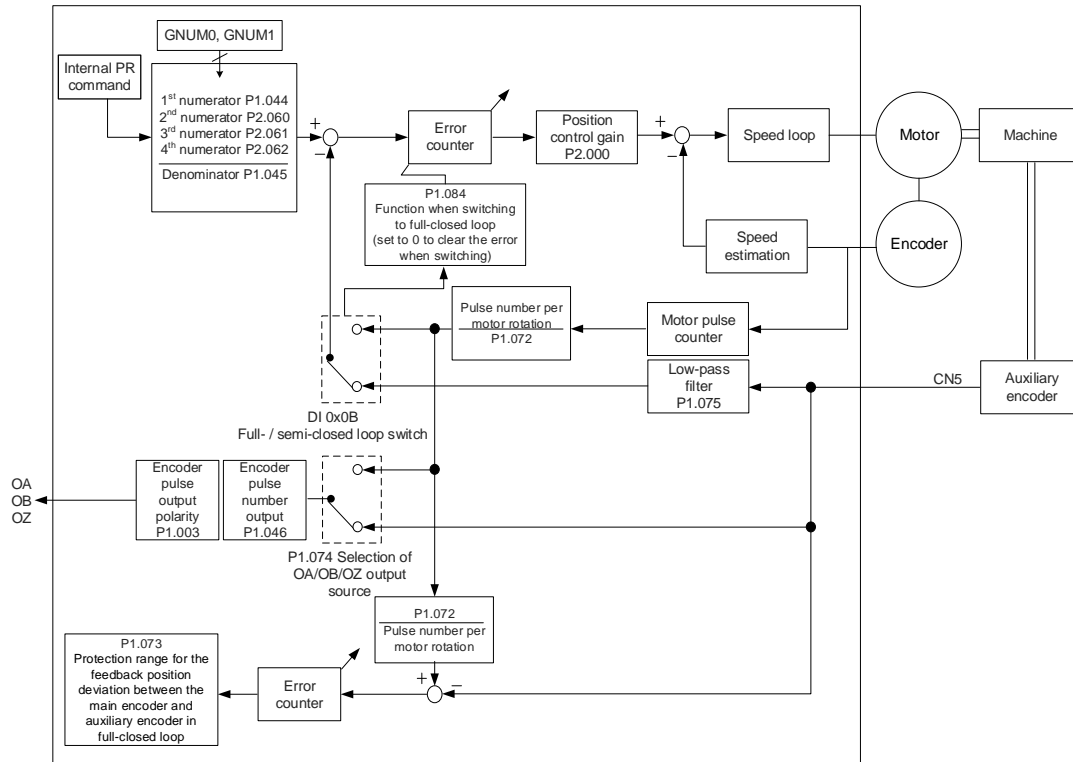 GNUM0, GNUM1
Internal PR
command
1st numerator P1.044
2nd numerator P2.060
3rd numerator P2.061
4th numerator P2.062
Denominator P1.045
+
−
Error
counter
Position
control gain
P2.000
+
−
Speed loop
Motor
Machine
P1.084
Function when switching
to full-closed loop
(set to 0 to clear the error
when switching)
Speed
estimation
Encoder
Pulse number per
motor rotation
P1.072
Motor pulse
counter
Low-pass
filter
P1.075
CN5
Auxiliary
encoder
DI 0x0B
Full- / semi-closed loop switch
OA
OB
OZ
Encoder
pulse
output
polarity
P1.003
Encoder
pulse
number
output
P1.046
P1.074 Selection of
OA/OB/OZ output
source
P1.072
Pulse number per
motor rotation
P1.073
Protection range for the
feedback position
deviation between the
main encoder and
auxiliary encoder in
full-closed loop
Error
counter
+
−